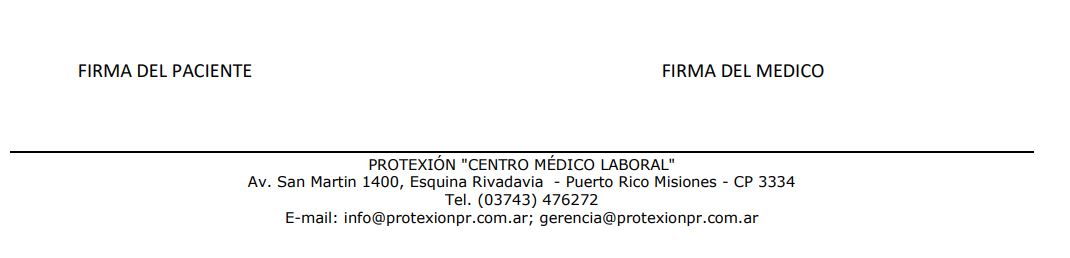 FIRMA DEL PACIENTE FIRMA DEL MEDICO
PROTEXIÓN "CENTRO MÉDICO LABORAL"
Av. San Martin 1400, Esquina Rivadavia - Puerto Rico Misiones - CP 3334
Tel. (03743) 476272
E-mail: info@protexionpr.com.ar; gerencia@protexionpr.com.ar